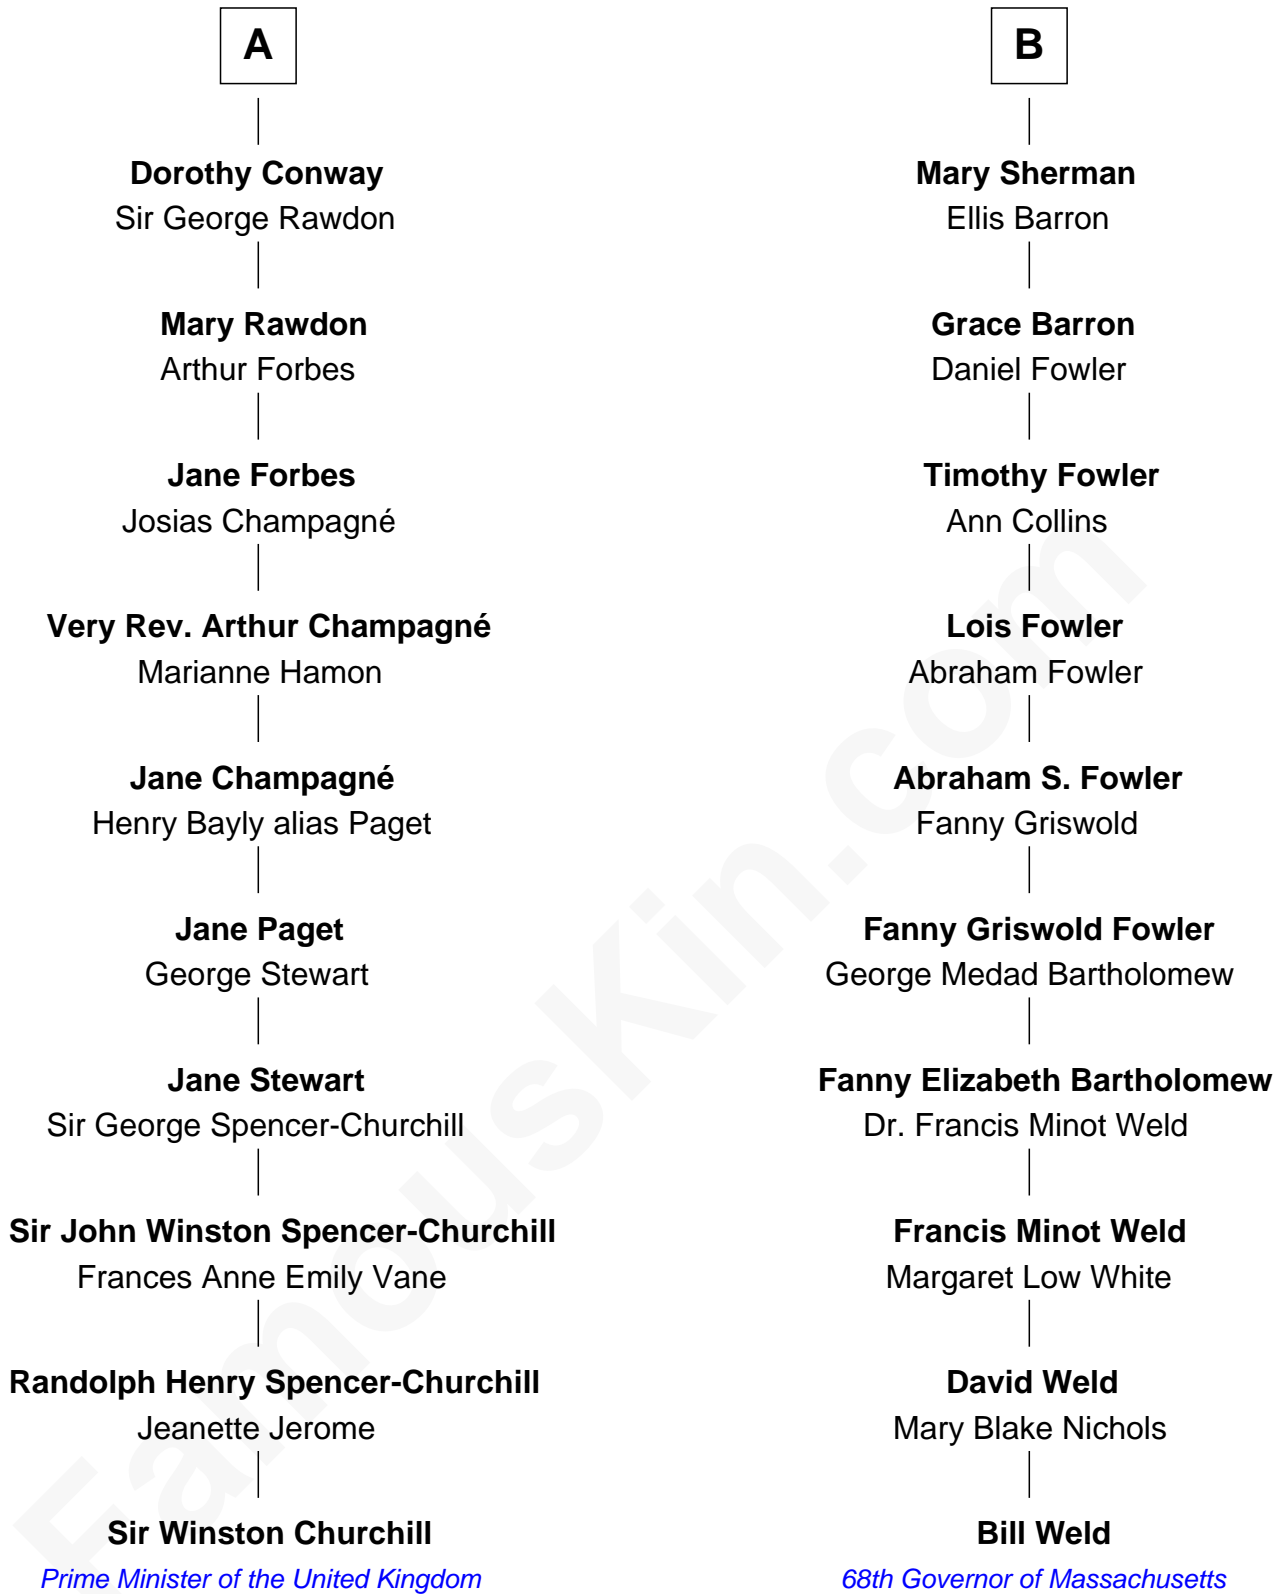 A
Dorothy Conway
Sir George Rawdon
Mary Rawdon
Arthur Forbes
Jane Forbes
Josias Champagné
Very Rev. Arthur Champagné
Marianne Hamon
Jane Champagné
Henry Bayly alias Paget
Jane Paget
George Stewart
Jane Stewart
Sir George Spencer-Churchill
Sir John Winston Spencer-Churchill
Frances Anne Emily Vane
Randolph Henry Spencer-Churchill
Jeanette Jerome
Sir Winston Churchill
Prime Minister of the United Kingdom
B
Mary Sherman
Ellis Barron
Grace Barron
Daniel Fowler
Timothy Fowler
Ann Collins
Lois Fowler
Abraham Fowler
Abraham S. Fowler
Fanny Griswold
Fanny Griswold Fowler
George Medad Bartholomew
Fanny Elizabeth Bartholomew
Dr. Francis Minot Weld
Francis Minot Weld
Margaret Low White
David Weld
Mary Blake Nichols
Bill Weld
68th Governor of Massachusetts
FamousKin.com